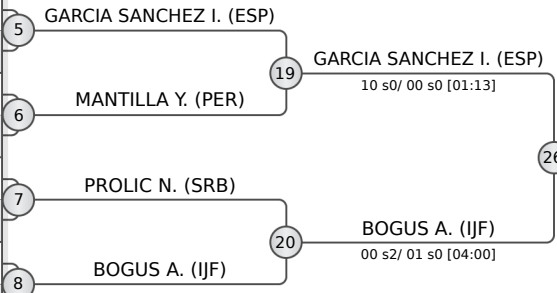 5
GARCIA SANCHEZ I. (ESP)
19
GARCIA SANCHEZ I. (ESP)
10 s0/ 00 s0 [01:13]
6
MANTILLA Y. (PER)
26
7
PROLIC N. (SRB)
20
BOGUS A. (IJF)
00 s2/ 01 s0 [04:00]
8
BOGUS A. (IJF)